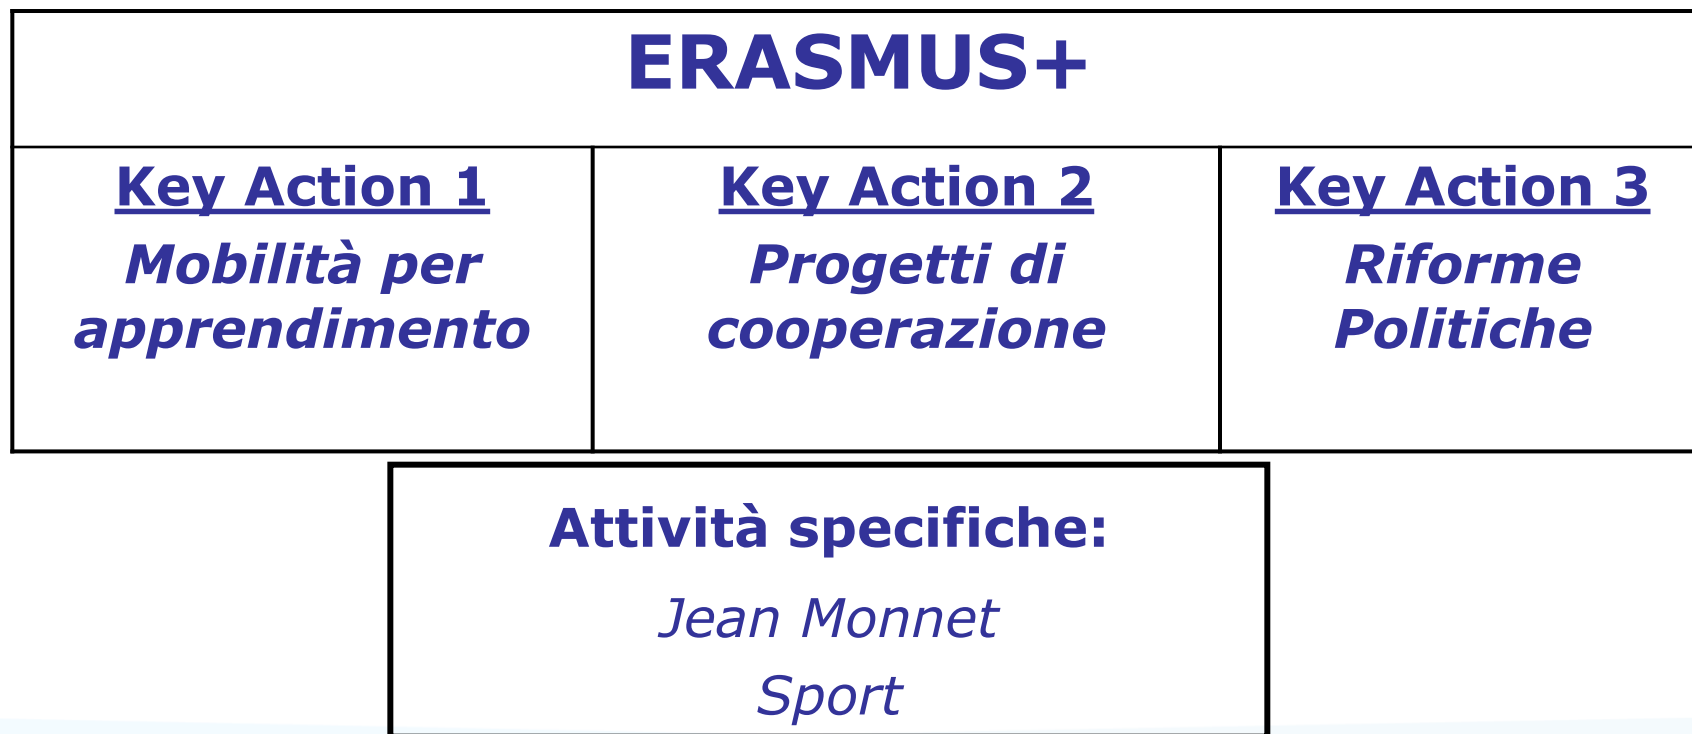 ERASMUS+
Key Action 1
Mobilità per
apprendimento
Key Action 2
Progetti di
cooperazione
Key Action 3
Riforme
Politiche
Attività specifiche:
Jean Monnet
Sport